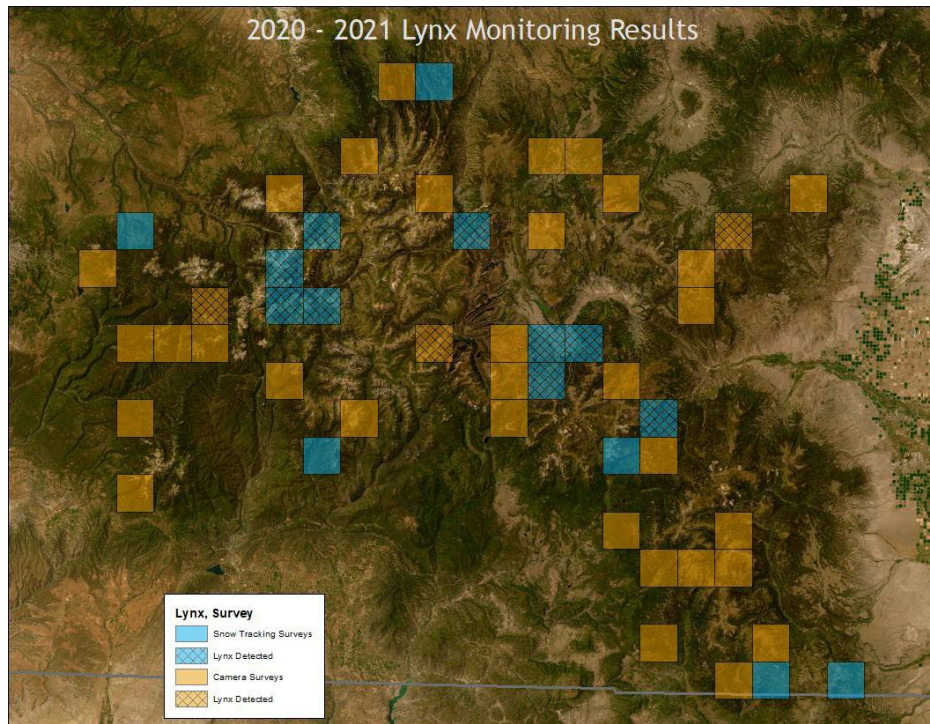 2020 - 2021 Lynx Monitoring Results
Lynx, Survey
Snow Tracking Surveys
Lynx Detected
Camera Surveys
Lynx Detected